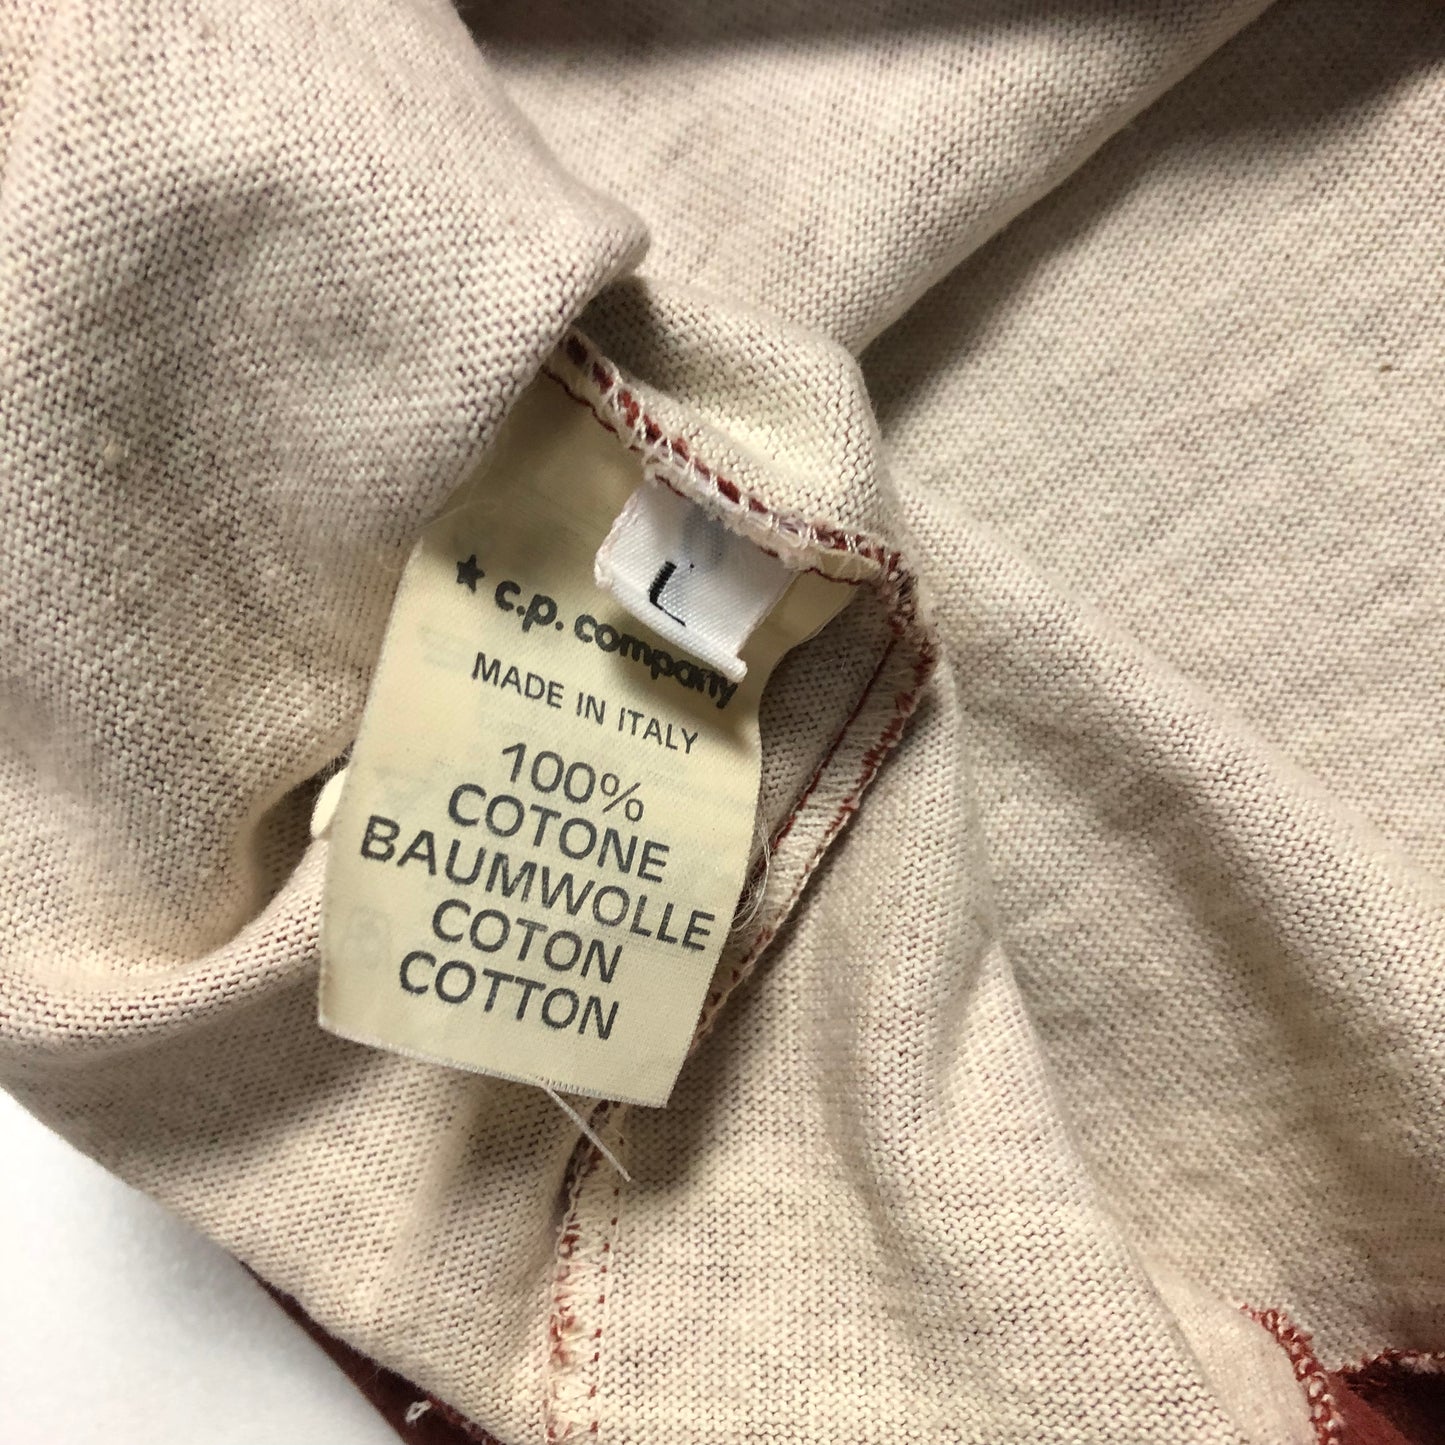 L
★ c.p. company
MADE IN ITALY
100%
COTONE
BAUMWOLLE
COTON
COTTON